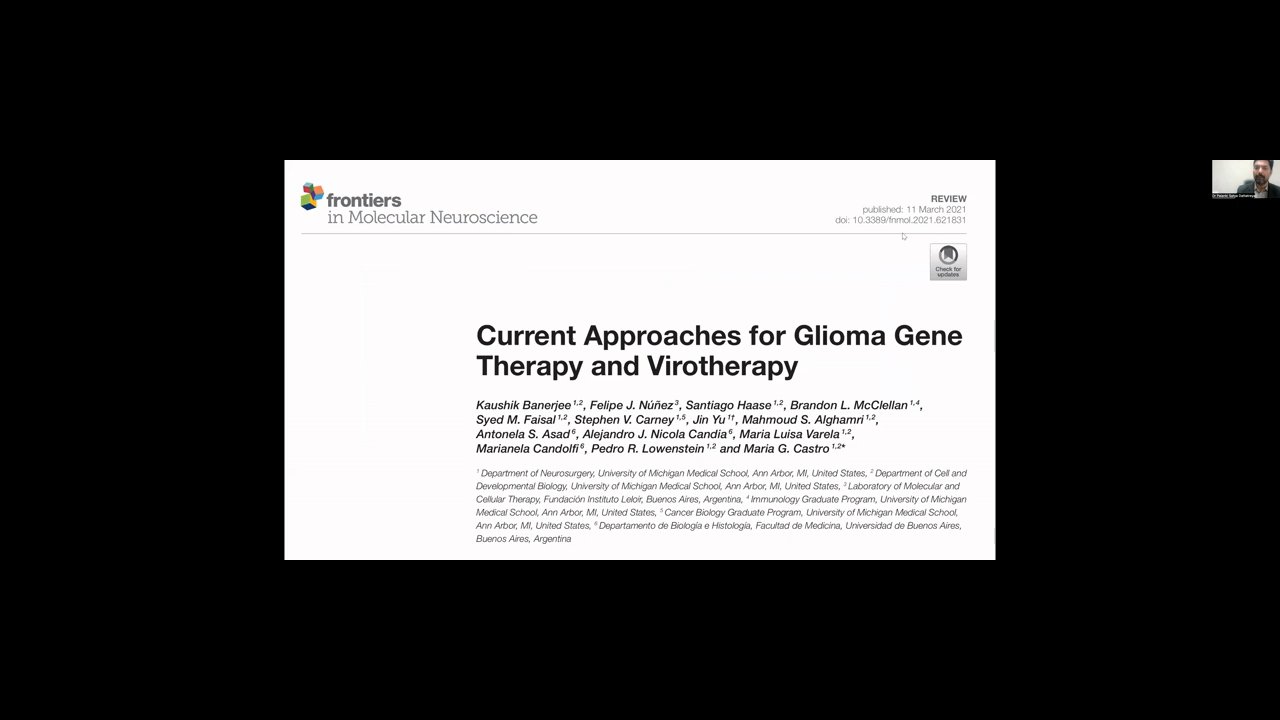 frontiers
in Molecular Neuroscience
REVIEW
published: 11 March 2021
doi: 10.3389/fnmol.2021.621831
Check for
updates
Current Approaches for Glioma Gene
Therapy and Virotherapy
Kaushik Banerjee 1,2, Felipe J. Núñez 3, Santiago Haase 1,2, Brandon L. McClellan 1,4,
Syed M. Faisal 1,2, Stephen V. Carney 1,5, Jin Yu 1†, Mahmoud S. Alghamri 1,2,
Antonela S. Asad 6, Alejandro J. Nicola Candia 6, Maria Luisa Varela 1,2,
Marianela Candolfi 6, Pedro R. Lowenstein 1,2 and Maria G. Castro 1,2*
1 Department of Neurosurgery, University of Michigan Medical School, Ann Arbor, MI, United States, 2 Department of Cell and
Developmental Biology, University of Michigan Medical School, Ann Arbor, MI, United States, 3 Laboratory of Molecular and
Cellular Therapy, Fundación Instituto Leloir, Buenos Aires, Argentina, 4 Immunology Graduate Program, University of Michigan
Medical School, Ann Arbor, MI, United States, 5 Cancer Biology Graduate Program, University of Michigan Medical School,
Ann Arbor, MI, United States, 6 Departamento de Biología e Histología, Facultad de Medicina, Universidad de Buenos Aires,
Buenos Aires, Argentina